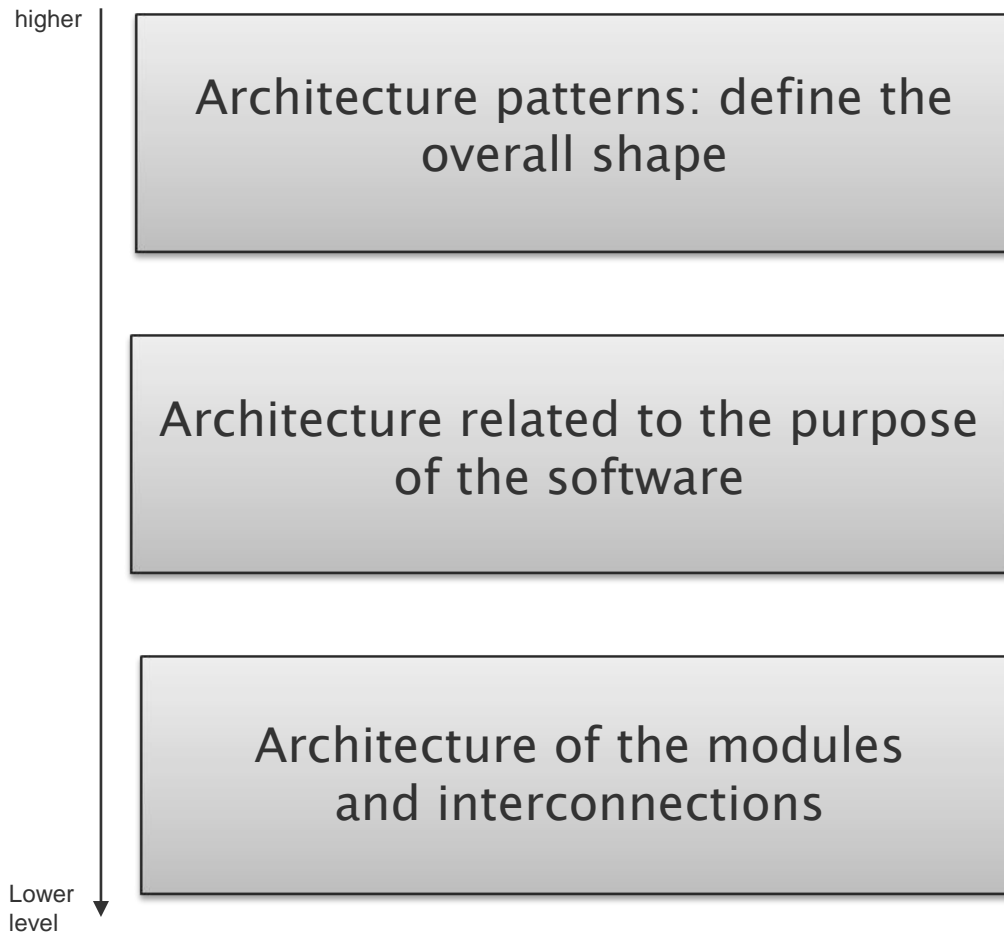 higher
Architecture patterns: define the
overall shape
Architecture related to the purpose
of the software
Architecture of the modules
and interconnections
Lower
level